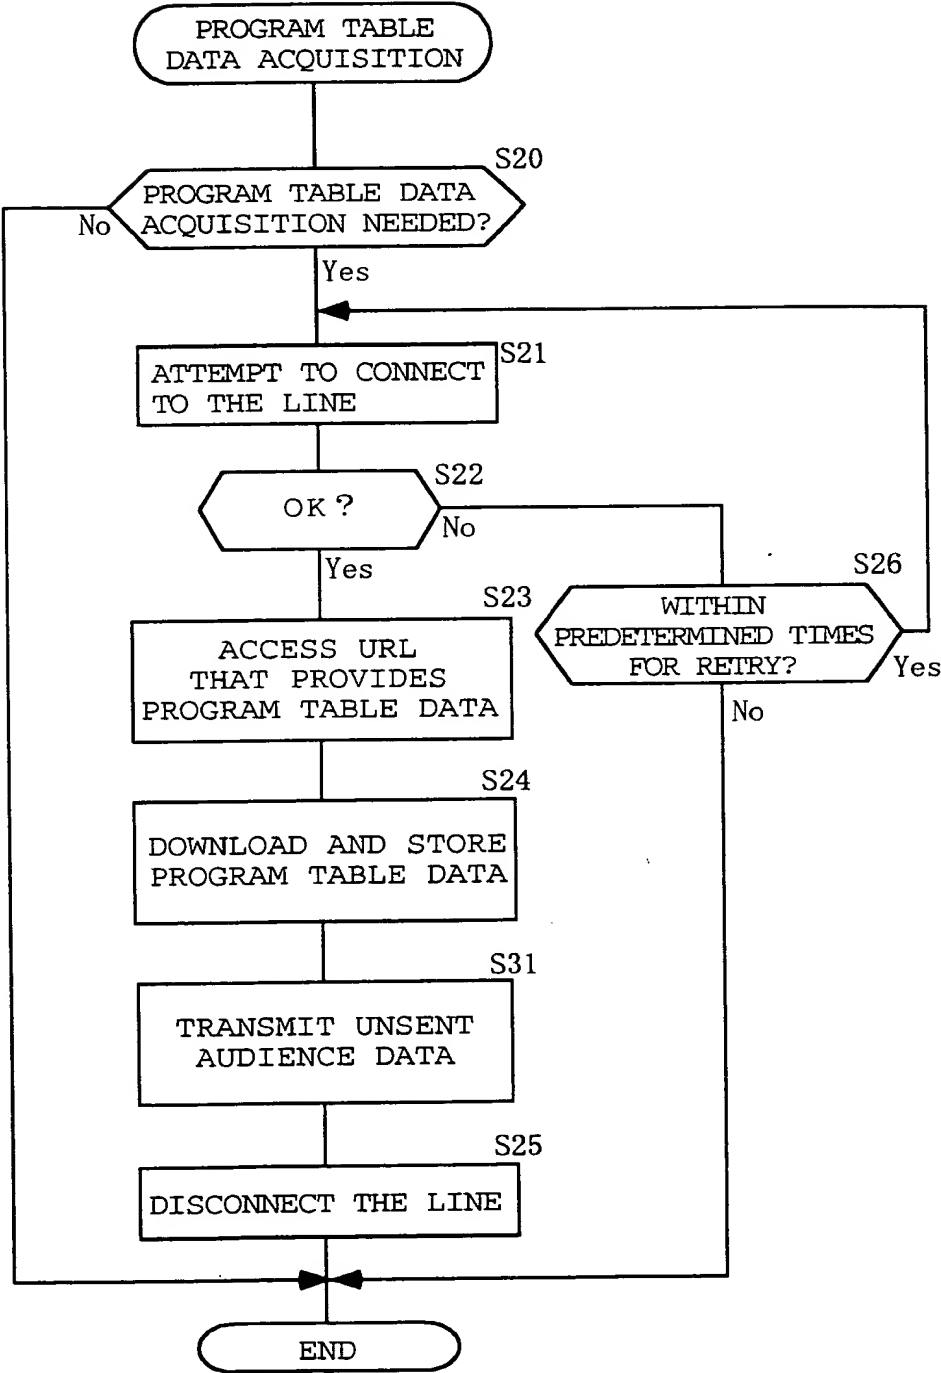 PROGRAM TABLE
DATA ACQUISITION
S20
PROGRAM TABLE DATA
ACQUISITION NEEDED?
No
Yes
S21
ATTEMPT TO CONNECT
TO THE LINE
S22
OK?
No
Yes
S26
WITHIN
PREDETERMINED TIMES
FOR RETRY?
Yes
No
S23
ACCESS URL
THAT PROVIDES
PROGRAM TABLE DATA
S24
DOWNLOAD AND STORE
PROGRAM TABLE DATA
S31
TRANSMIT UNSENT
AUDIENCE DATA
S25
DISCONNECT THE LINE
END